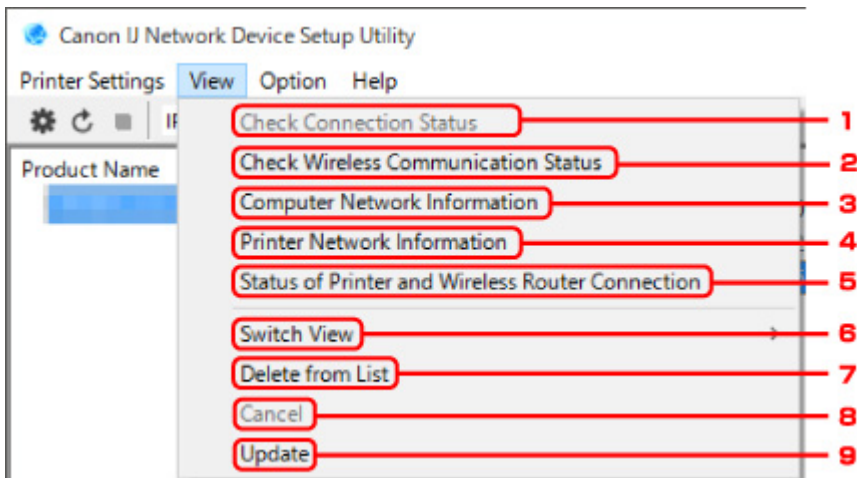 Canon IJ Network Device Setup Utility
Printer Settings View Option Help
Check Connection Status 1
Product Name
Check Wireless Communication Status 2
Computer Network Information 3
Printer Network Information 4
Status of Printer and Wireless Router Connection 5
Switch View 6
Delete from List 7
Cancel 8
Update 9